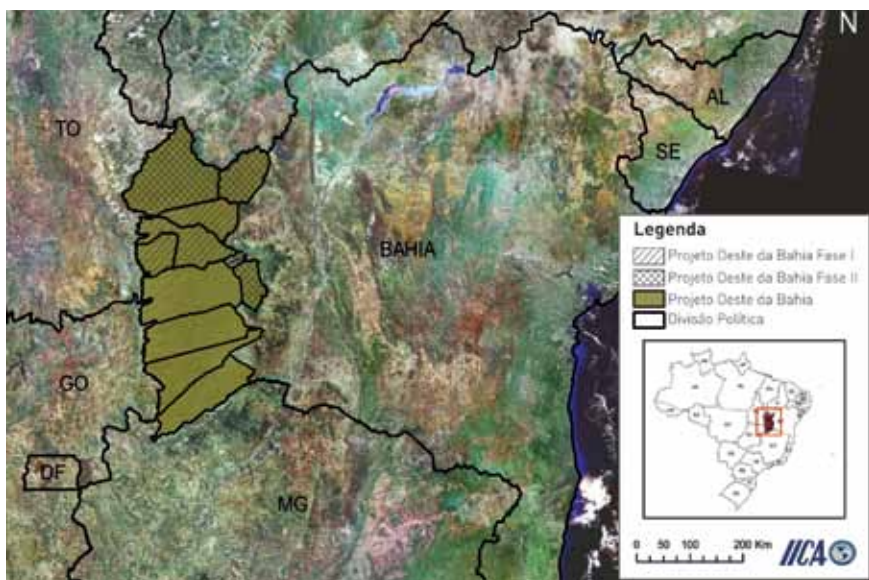 N
TO
AL
SE
BAHIA
GO
DF
MG
Legenda
Projeto Oeste da Bahia Fase I
Projeto Oeste da Bahia Fase II
Projeto Oeste da Bahia
Divisão Política
0 50 100 200 Km
IICA